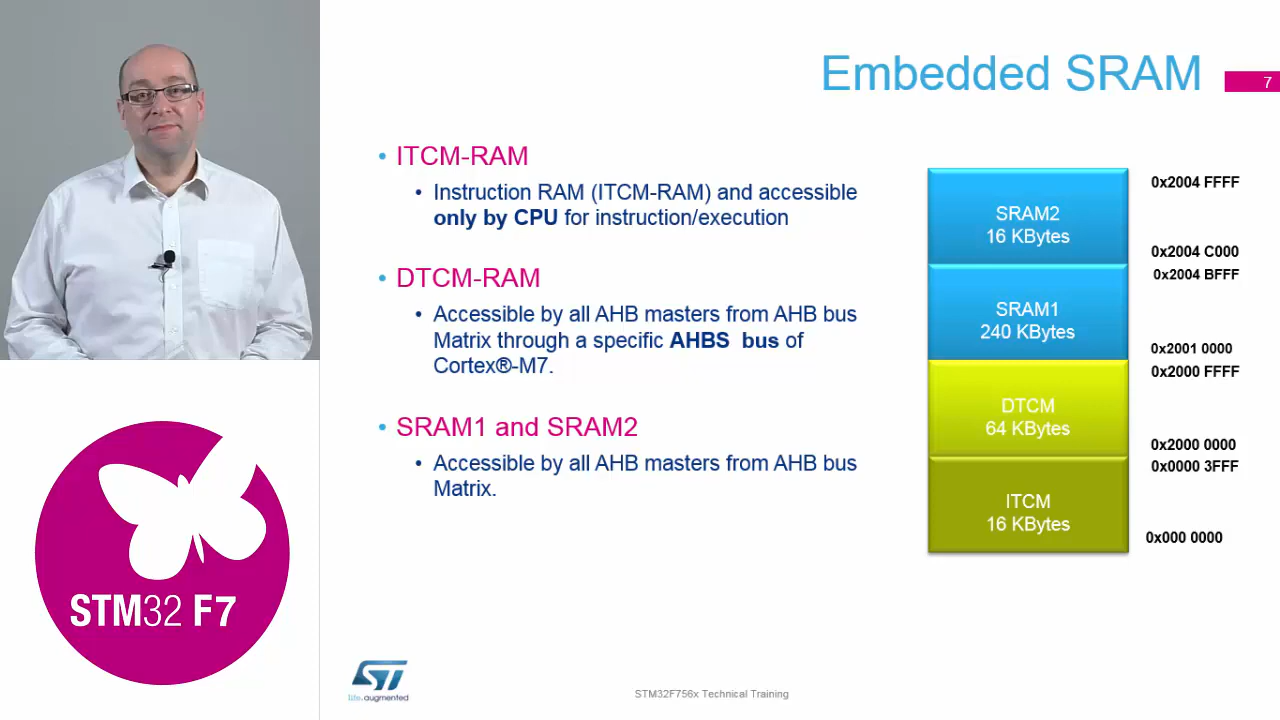 Embedded SRAM
7
• ITCM-RAM
• Instruction RAM (ITCM-RAM) and accessible
only by CPU for instruction/execution
• DTCM-RAM
• Accessible by all AHB masters from AHB bus
Matrix through a specific AHBS bus of
Cortex®-M7.
• SRAM1 and SRAM2
• Accessible by all AHB masters from AHB bus
Matrix.
0x2004 FFFF
SRAM2
16 KBytes
0x2004 C000
0x2004 BFFF
SRAM1
240 KBytes
0x2001 0000
0x2000 FFFF
DTCM
64 KBytes
0x2000 0000
0x0000 3FFF
ITCM
16 KBytes
0x000 0000
STM32 F7
ST
life.augmented
STM32F756x Technical Training